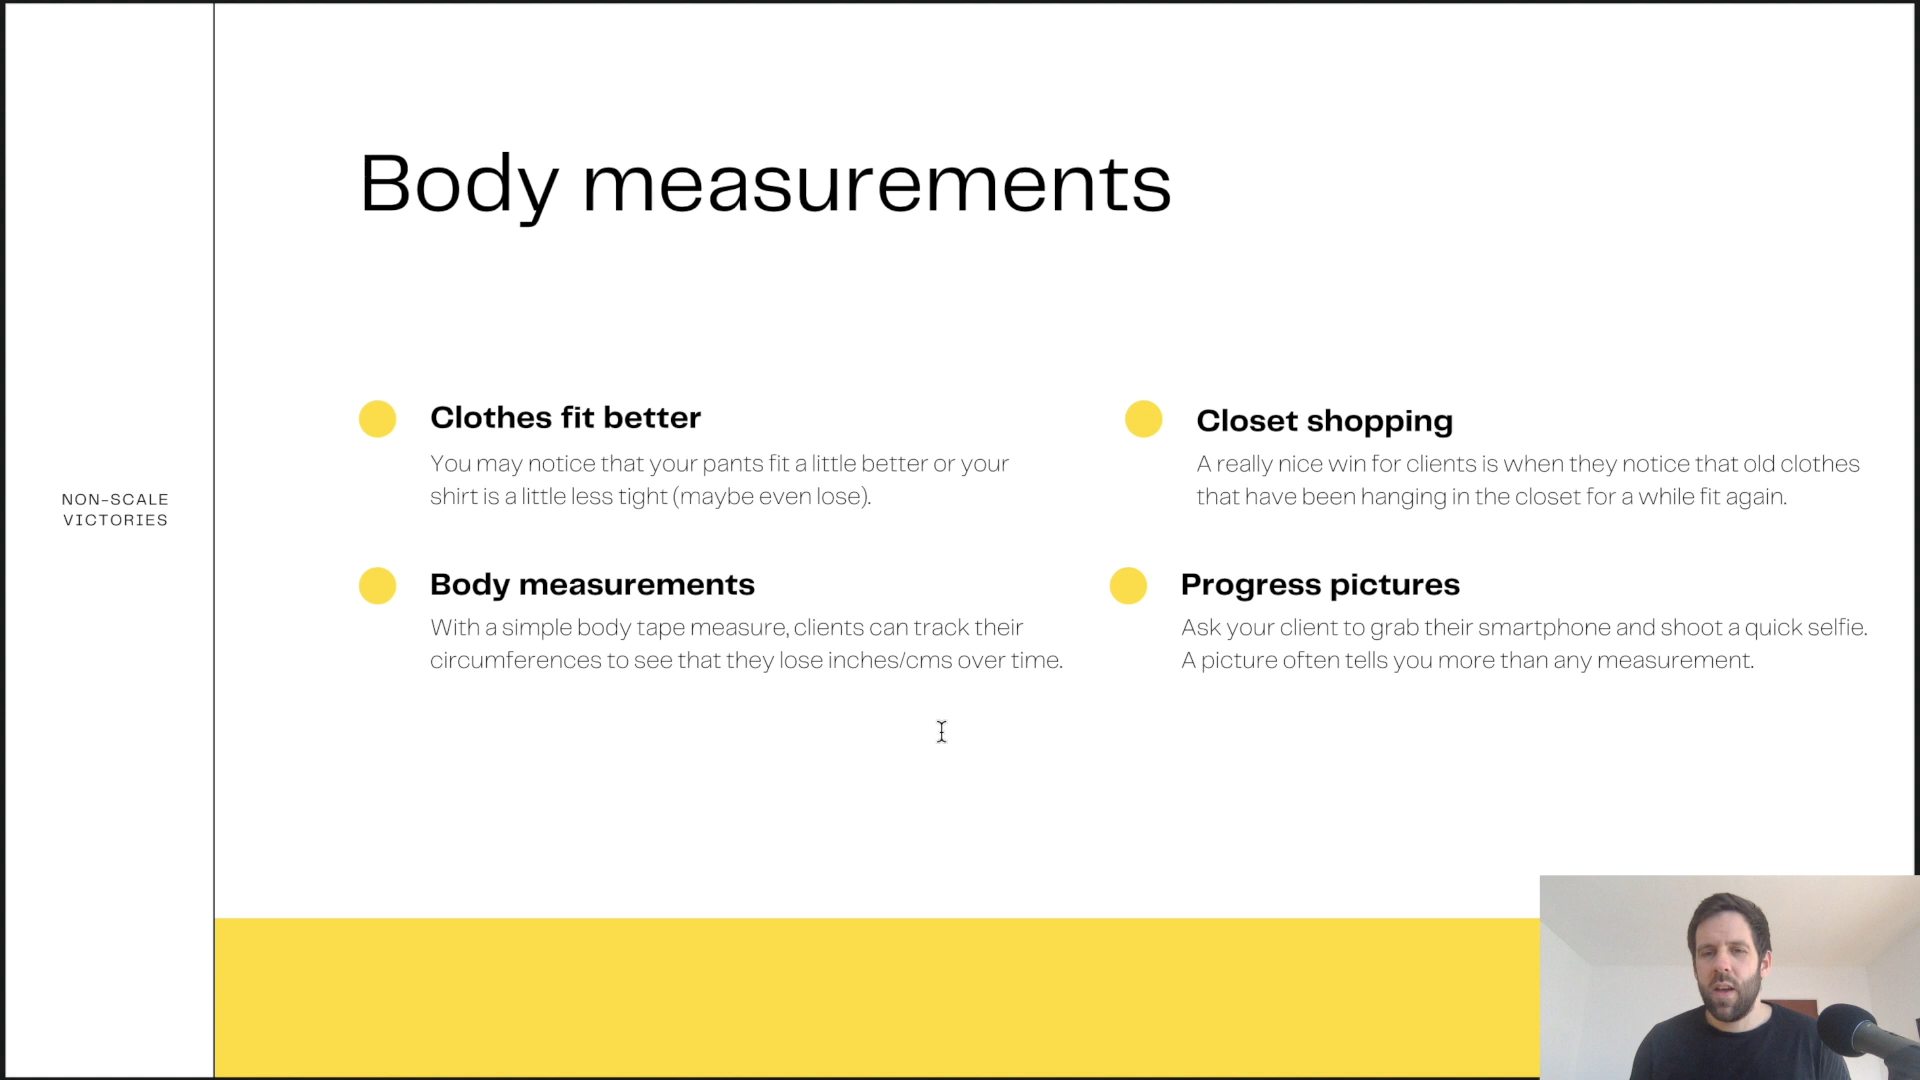 Body measurements
NON-SCALE
VICTORIES
Clothes fit better
You may notice that your pants fit a little better or your
shirt is a little less tight (maybe even lose).
Closet shopping
A really nice win for clients is when they notice that old clothes
that have been hanging in the closet for a while fit again.
Body measurements
With a simple body tape measure, clients can track their
circumferences to see that they lose inches/cms over time.
Progress pictures
Ask your client to grab their smartphone and shoot a quick selfie.
A picture often tells you more than any measurement.